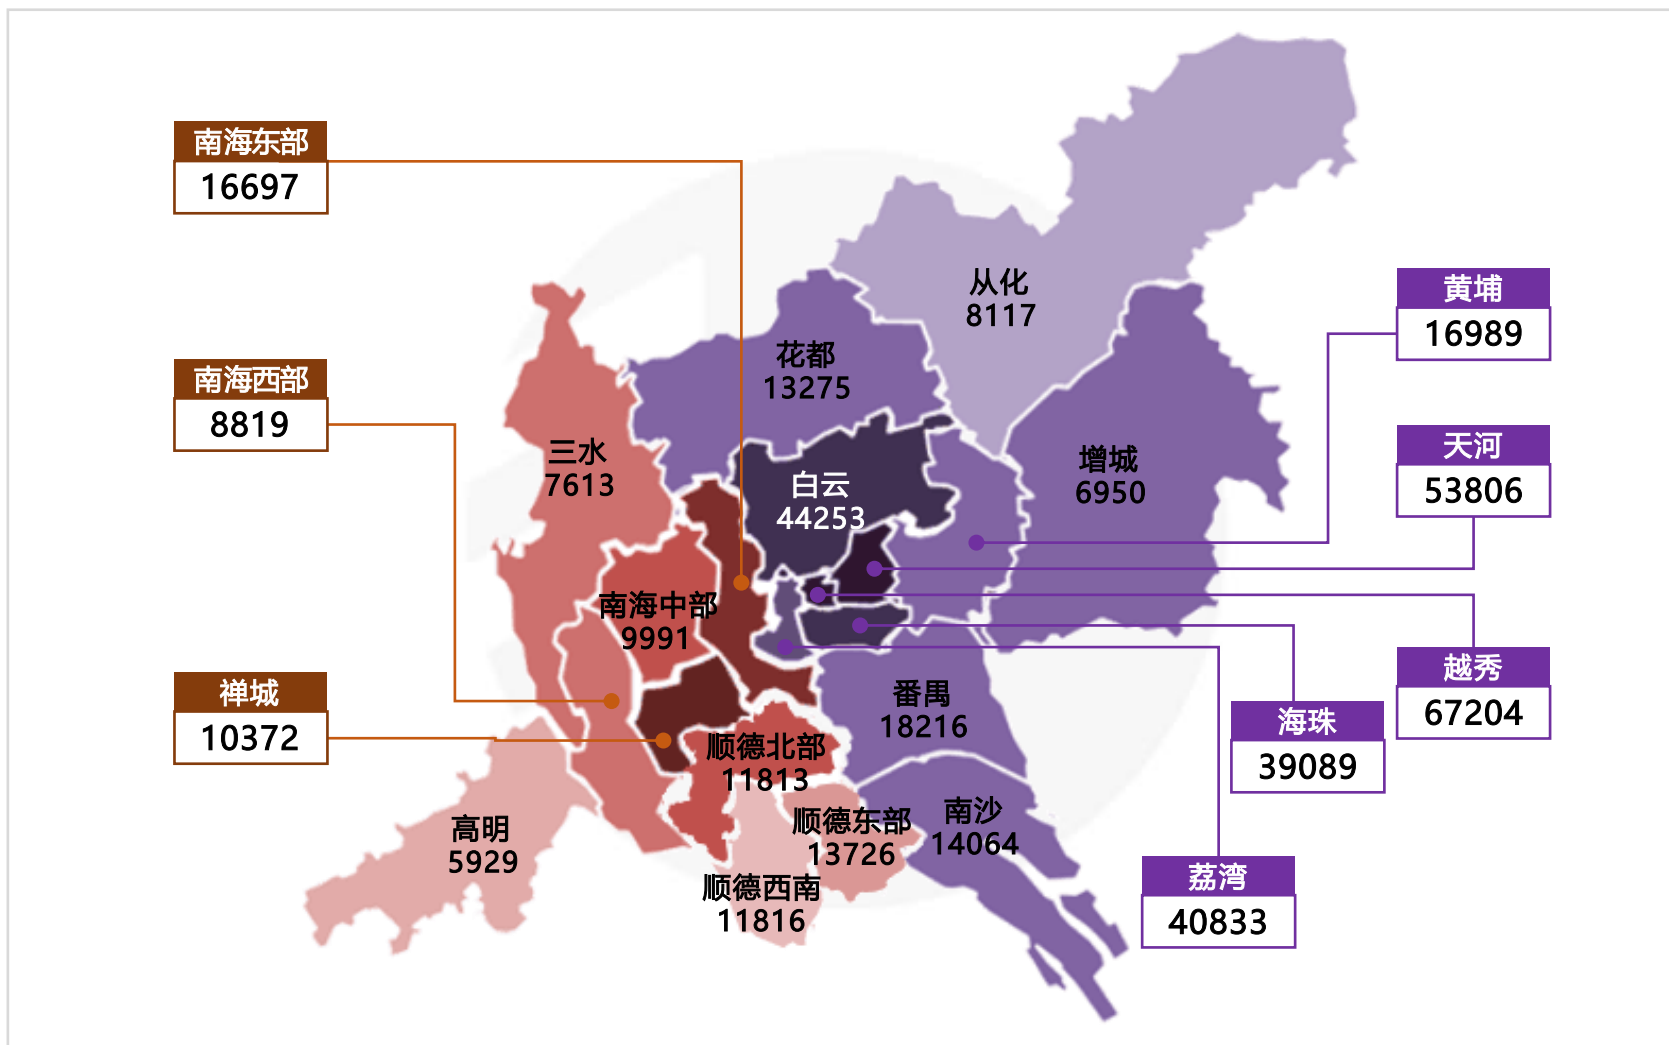 南海东部
16697
从化
8117
黄埔
16989
花都
13275
南海西部
8819
三水
7613
白云
44253
增城
6950
天河
53806
南海中部
9991
禅城
10372
番禺
18216
越秀
67204
海珠
39089
顺德北部
11813
高明
5929
顺德东部
13726
南沙
14064
顺德西南
11816
荔湾
40833